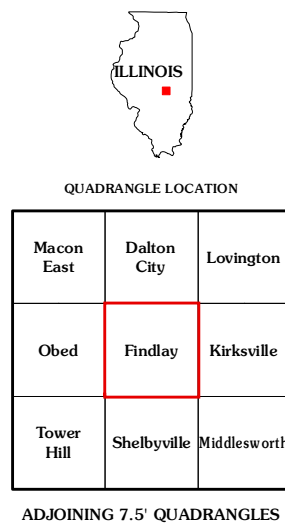 ILLINOIS
QUADRANGLE LOCATION
Macon
East
Dalton
City
Lovington
Obed
Findlay
Kirksville
Tower
Hill
Shelbyville
Middlesworth
ADJOINING 7.5' QUADRANGLES